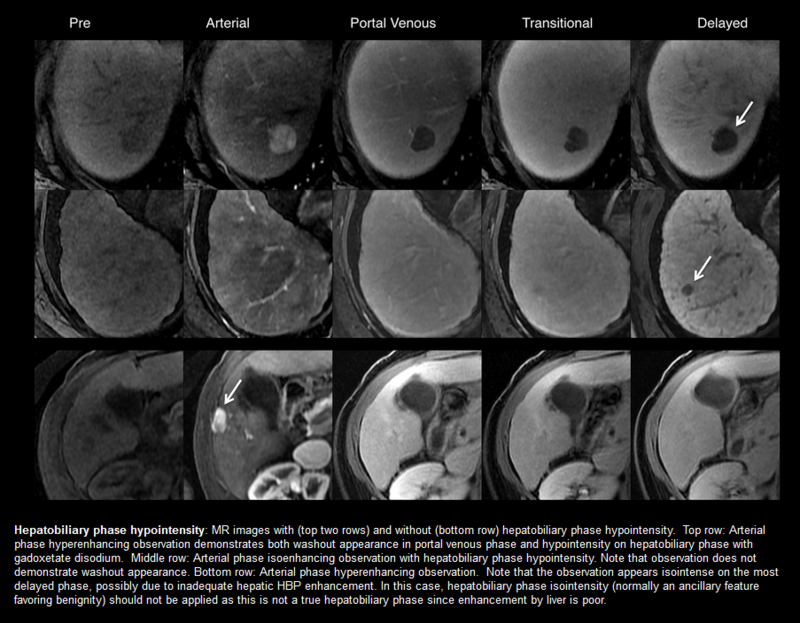 Pre Arterial Portal Venous Transitional Delayed
Hepatobiliary phase hypointensity: MR images with (top two rows) and without (bottom row) hepatobiliary phase hypointensity. Top row: Arterial
phase hyperenhancing observation demonstrates both washout appearance in portal venous phase and hypointensity on hepatobiliary phase with
gadoxetate disodium. Middle row: Arterial phase isoenhancing observation with hepatobiliary phase hypointensity. Note that observation does not
demonstrate washout appearance. Bottom row: Arterial phase hyperenhancing observation. Note that the observation appears isointense on the most
delayed phase, possibly due to inadequate hepatic HBP enhancement. In this case, hepatobiliary phase isointensity (normally an ancillary feature
favoring benignity) should not be applied as this is not a true hepatobiliary phase since enhancement by liver is poor.